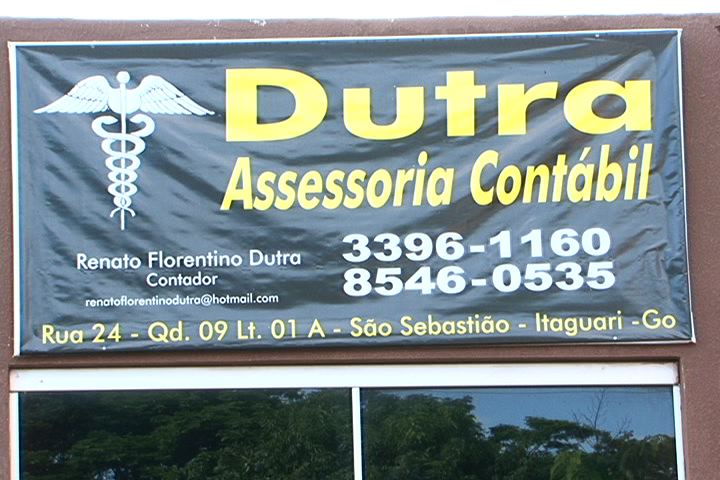 Dutra
Assessoria Contábil
Renato Florentino Dutra
Contador
renatoflorentinodutra@hotmail.com
3396-1160
8546-0535
Rua 24 - Qd. 09 Lt. 01 A - São Sebastião - Itaguari -Go